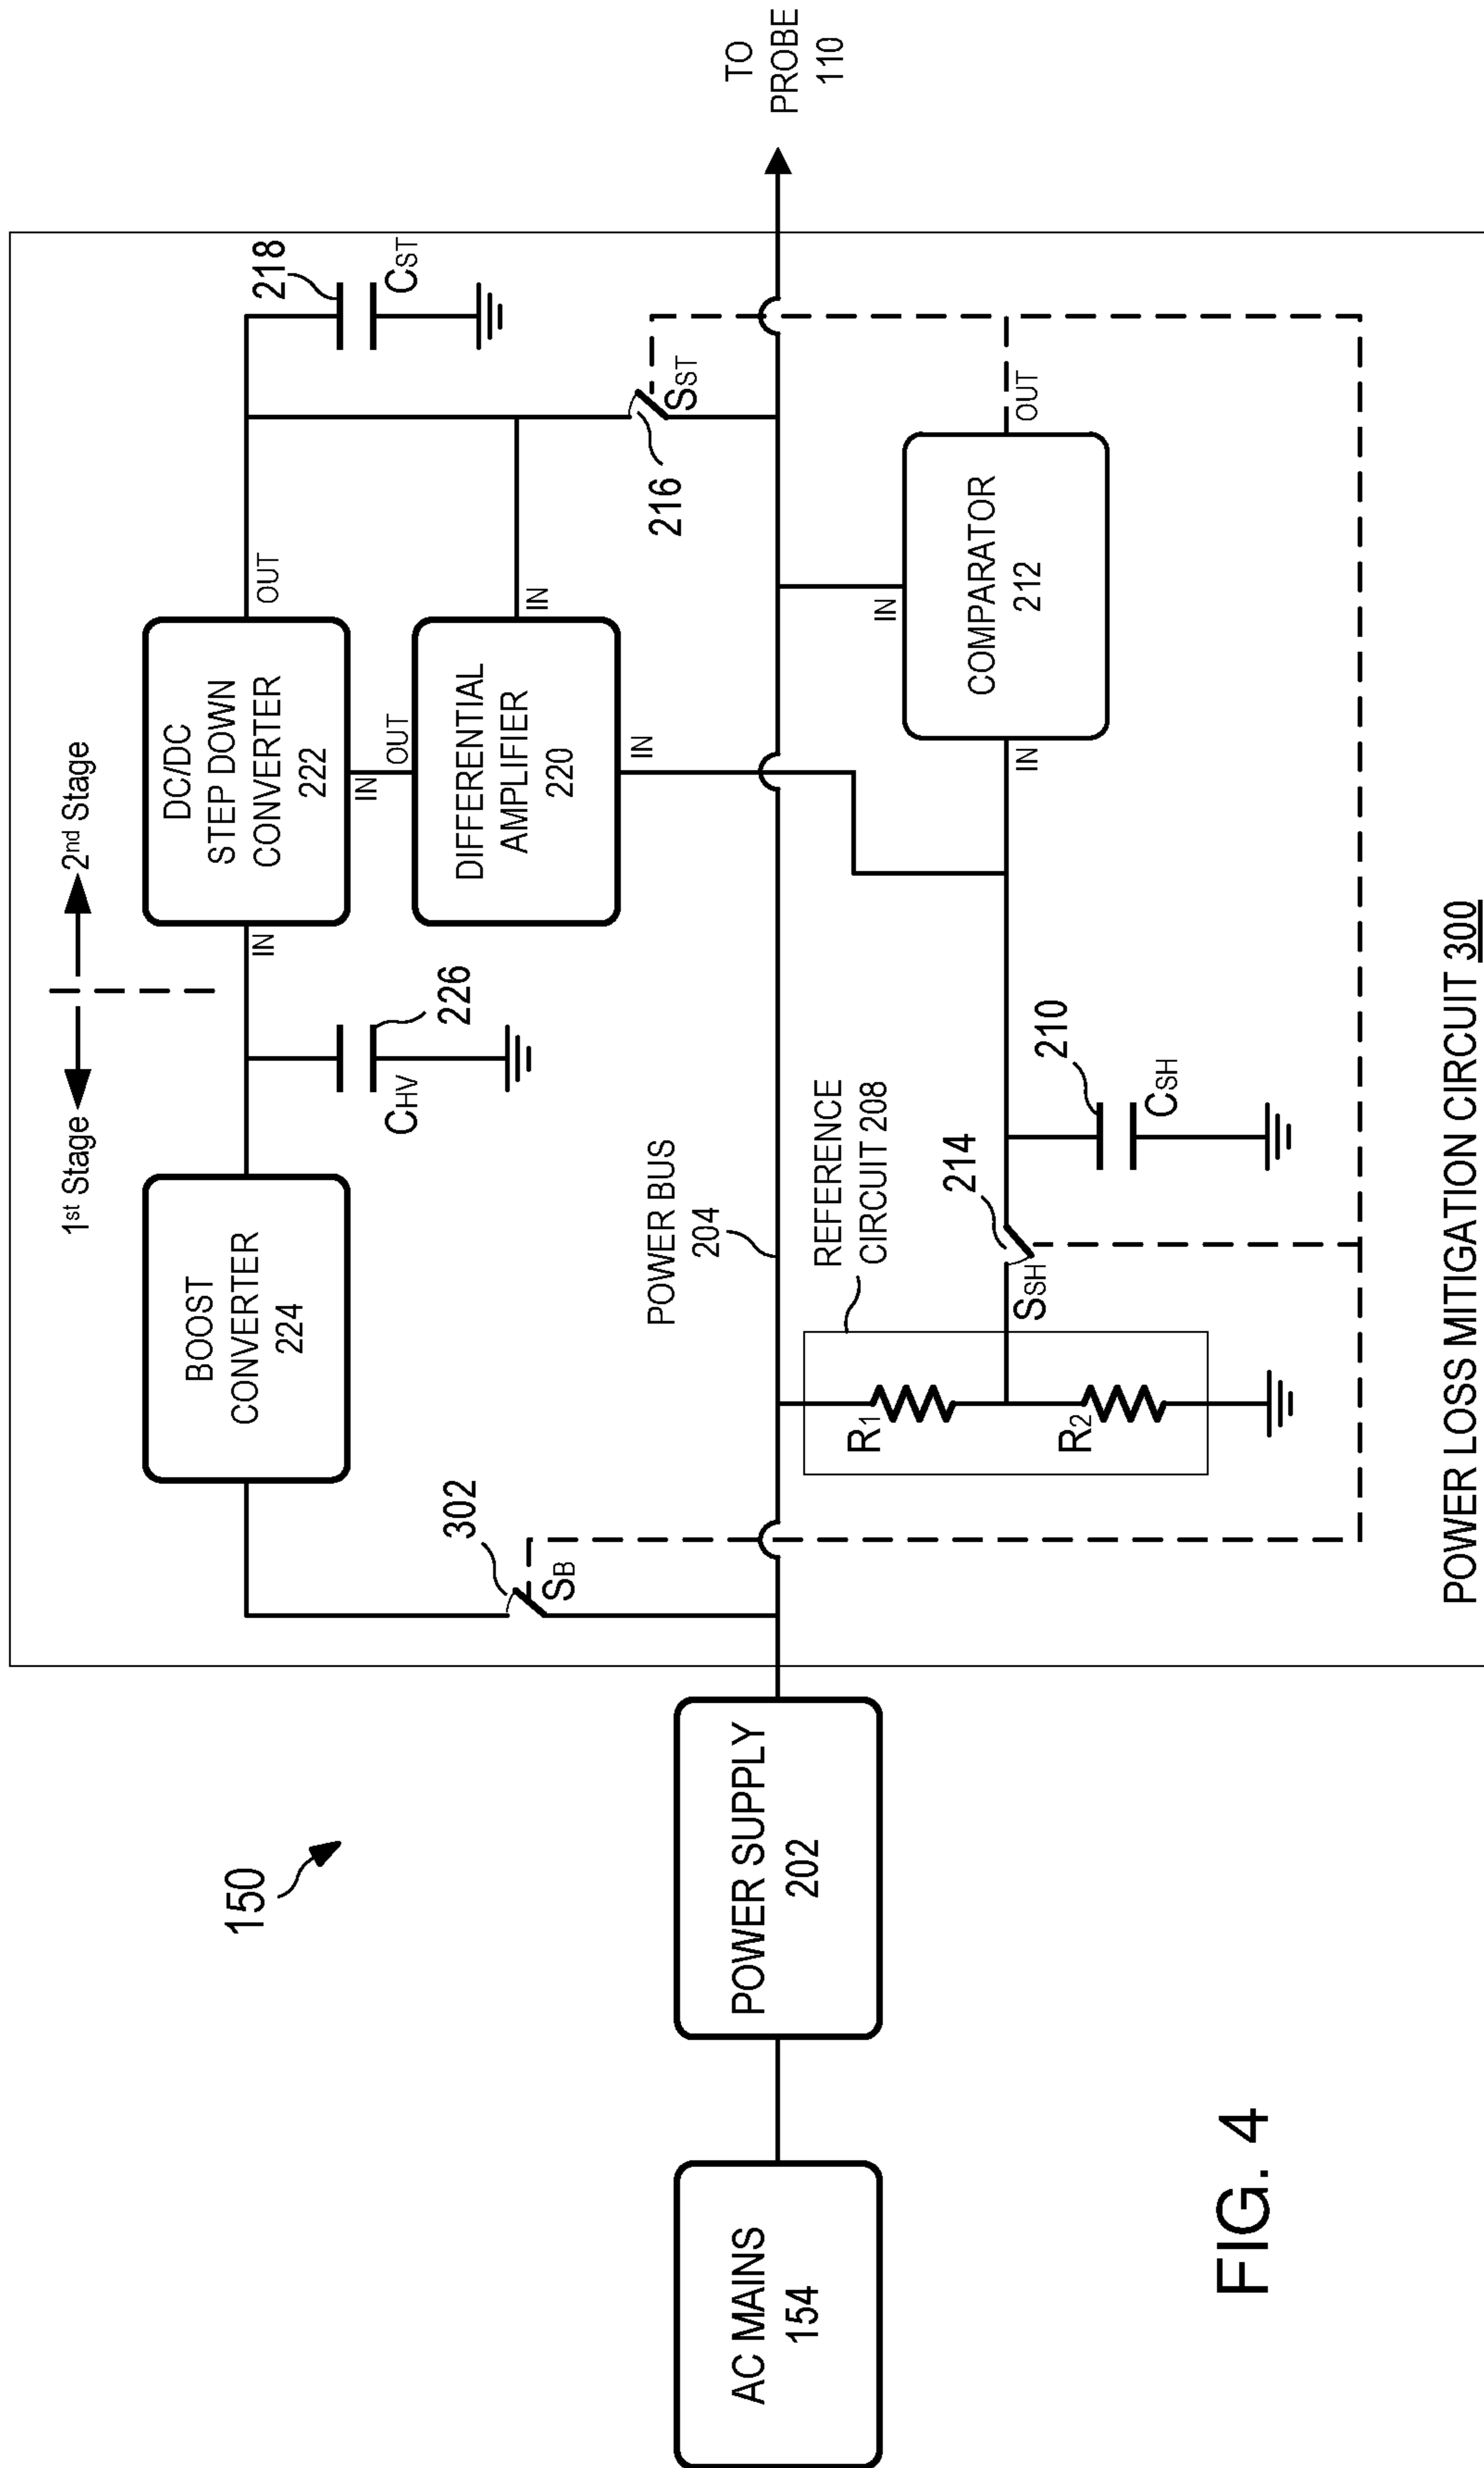 150
AC MAINS
154
POWER SUPPLY
202
1st Stage
2nd Stage
BOOST
CONVERTER
224
302
SB
CHV
226
DC/DC
STEP DOWN
CONVERTER
222
IN
OUT
IN
OUT
DIFFERENTIAL
AMPLIFIER
220
IN
IN
218
CST
216
SST
POWER BUS
204
REFERENCE
CIRCUIT 208
R1
R2
SSH
214
210
CSH
IN
IN
COMPARATOR
212
OUT
TO
PROBE
110
POWER LOSS MITIGATION CIRCUIT 300
FIG. 4